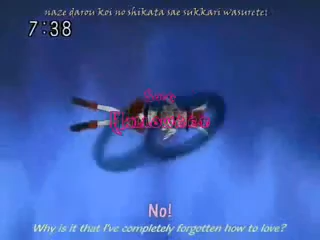 naze darou koi no shikata sae sukkari wasurete!
7:38
No!
Why is it that I've completely forgotten how to love?